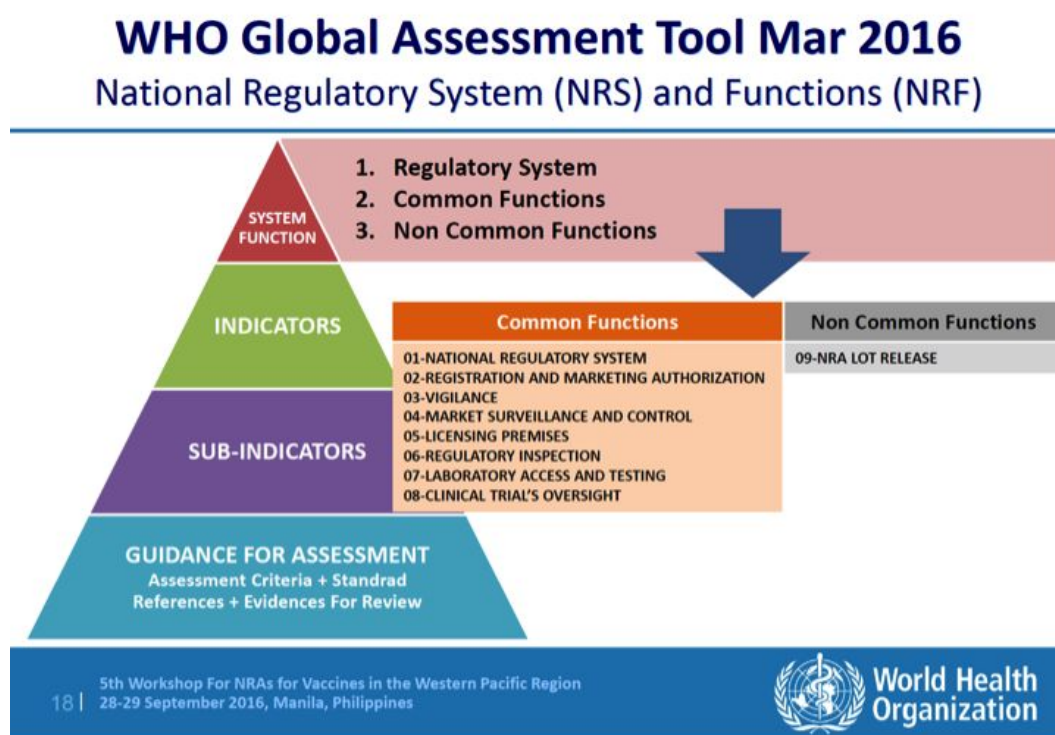 WHO Global Assessment Tool Mar 2016
National Regulatory System (NRS) and Functions (NRF)
SYSTEM
FUNCTION
1. Regulatory System
2. Common Functions
3. Non Common Functions
INDICATORS
SUB-INDICATORS
GUIDANCE FOR ASSESSMENT
Assessment Criteria + Standrad
References + Evidences For Review
Common Functions
01-NATIONAL REGULATORY SYSTEM
02-REGISTRATION AND MARKETING AUTHORIZATION
03-VIGILANCE
04-MARKET SURVEILLANCE AND CONTROL
05-LICENSING PREMISES
06-REGULATORY INSPECTION
07-LABORATORY ACCESS AND TESTING
08-CLINICAL TRIAL'S OVERSIGHT
Non Common Functions
09-NRA LOT RELEASE
18|
5th Workshop For NRAs for Vaccines in the Western Pacific Region
28-29 September 2016, Manila, Philippines
World Health
Organization